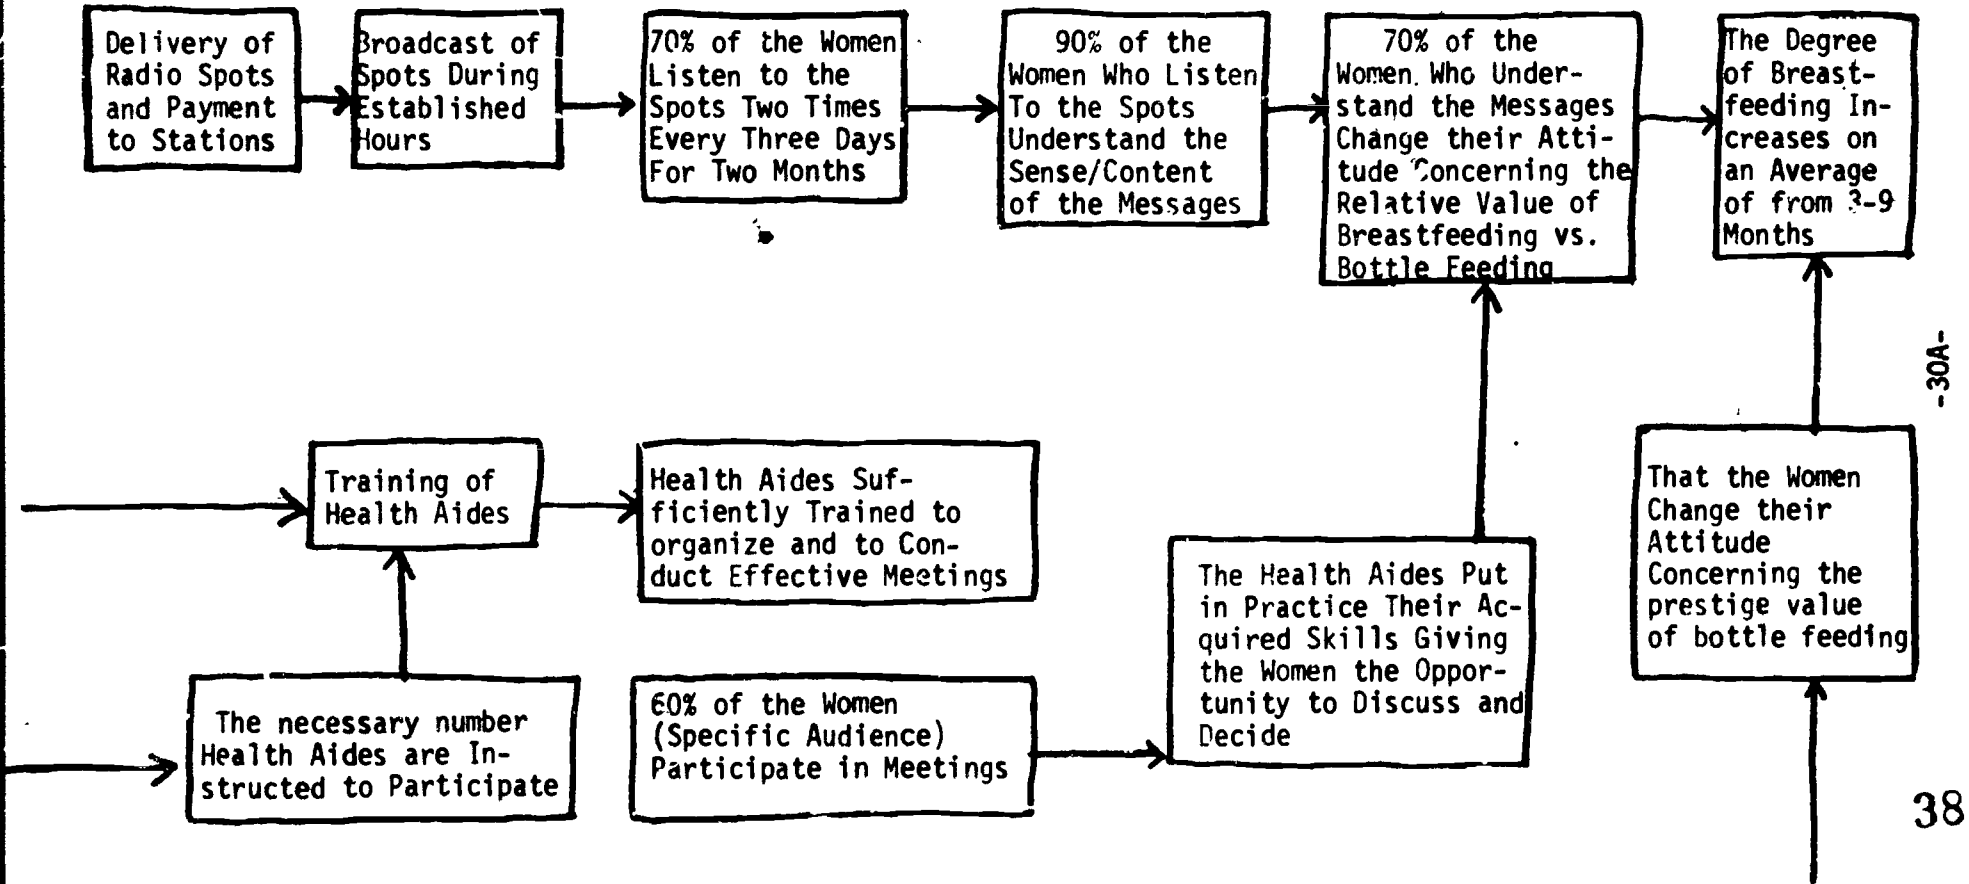 Delivery of
Radio Spots
and Payment
to Stations
Broadcast of
Spots During
Established
Hours
70% of the Women
Listen to the
Spots Two Times
Every Three Days
For Two Months
90% of the
Women Who Listen
To the Spots
Understand the
Sense/Content
of the Messages
70% of the
Women Who Under-
stand the Messages
Change their Atti-
tude Concerning the
Relative Value of
Breastfeeding vs.
Bottle Feeding
The Degree
of Breast-
feeding In-
creases on
an Average
of from 3-9
Months
-30A-
Training of
Health Aides
Health Aides Suf-
ficiently Trained to
organize and to Con-
duct Effective Meetings
The Health Aides Put
in Practice Their Ac-
quired Skills Giving
the Women the Oppor-
tunity to Discuss and
Decide
That the Women
Change their
Attitude
Concerning the
prestige value
of bottle feeding
The necessary number
Health Aides are In-
structed to Participate
60% of the Women
(Specific Audience)
Participate in Meetings
38